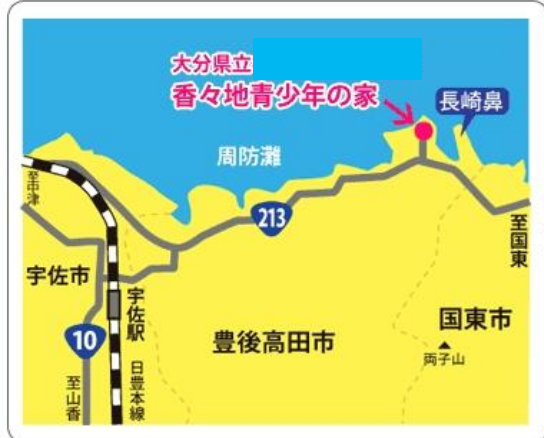 大分県立
香々地青少年の家
長崎鼻
周防灘
至中津
213
至国東
宇佐市
宇佐駅
国東市
10
豊後高田市
両子山
日豊本線
至山香